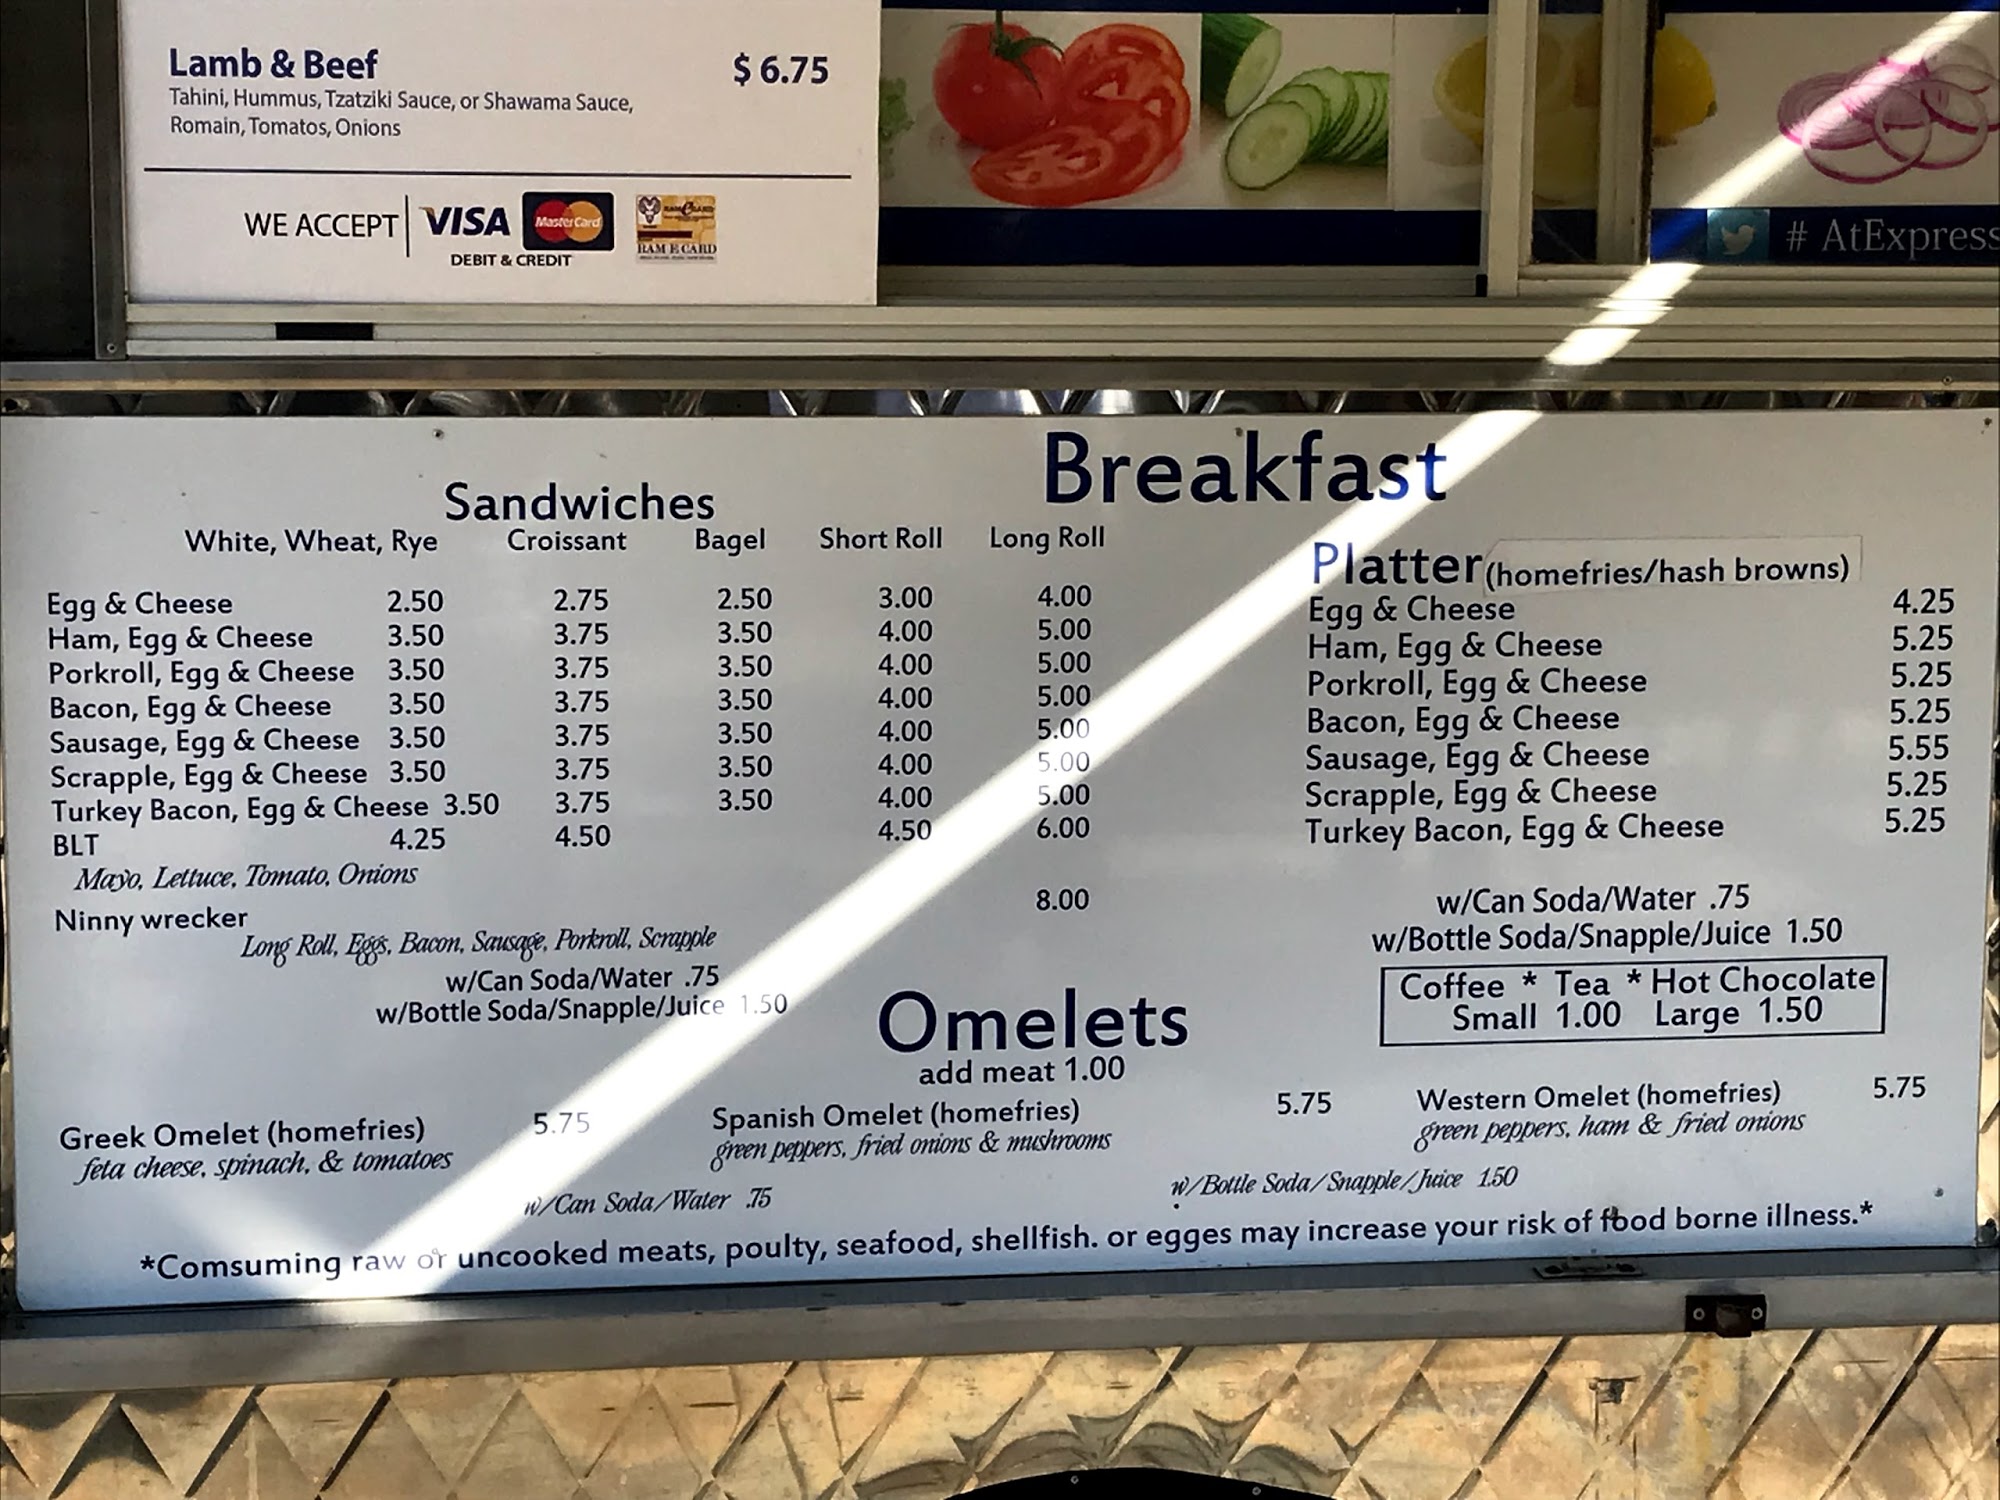 Lamb & Beef $ 6.75
Tahini, Hummus, Tzatziki Sauce, or Shawama Sauce,
Romain, Tomatos, Onions
WE ACCEPT VISA MasterCard RAM E CARD
DEBIT & CREDIT
# AtExpress
Breakfast
Sandwiches
White, Wheat, Rye Croissant Bagel Short Roll Long Roll
Egg & Cheese 2.50 2.75 2.50 3.00 4.00
Ham, Egg & Cheese 3.50 3.75 3.50 4.00 5.00
Porkroll, Egg & Cheese 3.50 3.75 3.50 4.00 5.00
Bacon, Egg & Cheese 3.50 3.75 3.50 4.00 5.00
Sausage, Egg & Cheese 3.50 3.75 3.50 4.00 5.00
Scrapple, Egg & Cheese 3.50 3.75 3.50 4.00 5.00
Turkey Bacon, Egg & Cheese 3.50 3.75 3.50 4.00 5.00
BLT 4.25 4.50 4.50 6.00
Mayo, Lettuce, Tomato, Onions
Ninny wrecker 8.00
Long Roll, Eggs, Bacon, Sausage, Porkroll, Scrapple
w/Can Soda/Water .75
w/Bottle Soda/Snapple/Juice 1.50
Platter (homefries/hash browns)
Egg & Cheese 4.25
Ham, Egg & Cheese 5.25
Porkroll, Egg & Cheese 5.25
Bacon, Egg & Cheese 5.25
Sausage, Egg & Cheese 5.55
Scrapple, Egg & Cheese 5.25
Turkey Bacon, Egg & Cheese 5.25
w/Can Soda/Water .75
w/Bottle Soda/Snapple/Juice 1.50
Coffee * Tea * Hot Chocolate
Small 1.00 Large 1.50
Omelets
add meat 1.00
Greek Omelet (homefries) 5.75
feta cheese, spinach, & tomatoes
Spanish Omelet (homefries) 5.75
green peppers, fried onions & mushrooms
Western Omelet (homefries) 5.75
green peppers, ham & fried onions
w/Can Soda/Water .75
w/Bottle Soda/Snapple/Juice 1.50
*Comsuming raw or uncooked meats, poulty, seafood, shellfish. or egges may increase your risk of food borne illness.*